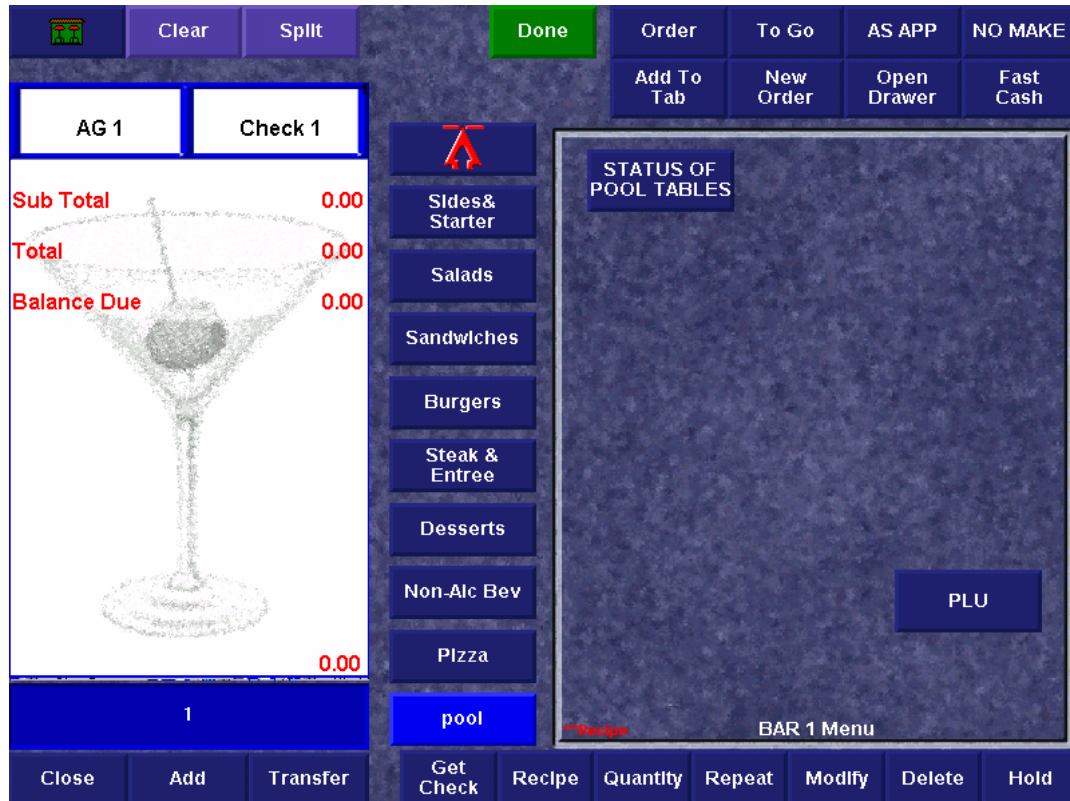 Clear
Split
Done
Order
To Go
AS APP
NO MAKE
Add To
Tab
New
Order
Open
Drawer
Fast
Cash
AG 1
Check 1
Sub Total 0.00
Total 0.00
Balance Due 0.00
0.00
1
Sides&
Starter
Salads
Sandwiches
Burgers
Steak &
Entree
Desserts
Non-Alc Bev
Pizza
pool
STATUS OF
POOL TABLES
PLU
***Recipe
BAR 1 Menu
Close
Add
Transfer
Get
Check
Recipe
Quantity
Repeat
Modify
Delete
Hold